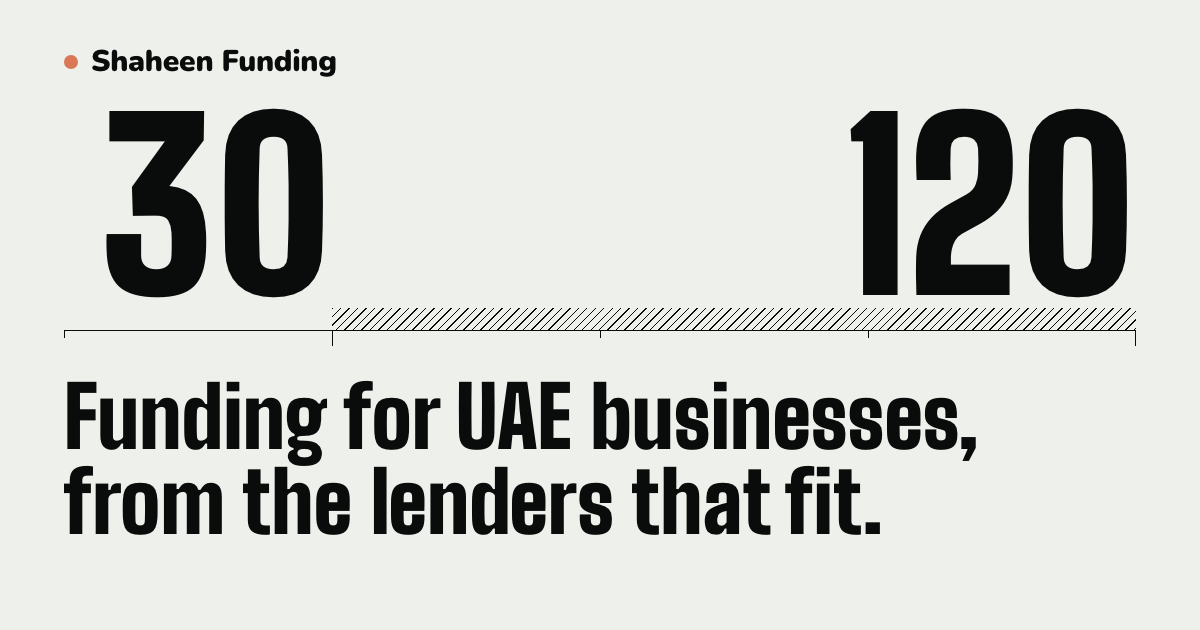 Shaheen Funding
30 120
Funding for UAE businesses,
from the lenders that fit.